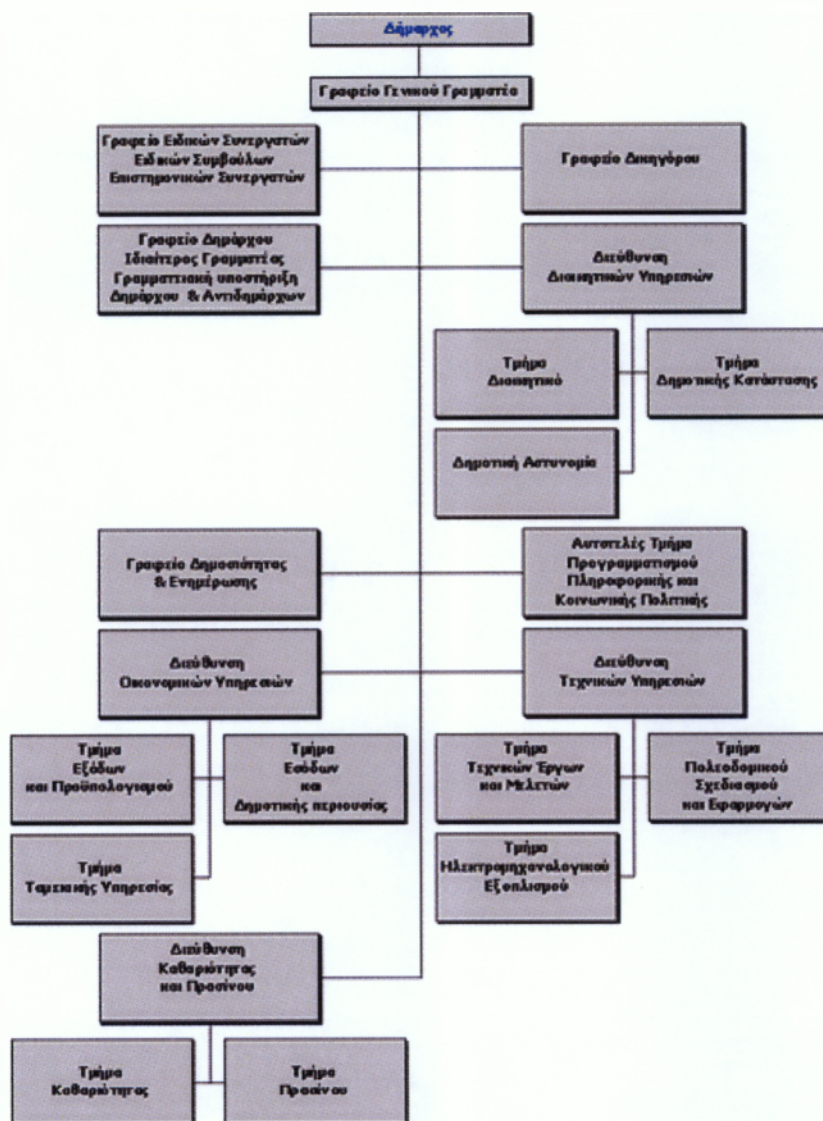 Δήμαρχος
Γραφείο Γενικού Γραμματέα
Γραφείο Ειδικών Συνεργατών
Ειδικών Συμβούλων
Επιστημονικών Συνεργατών
Γραφείο Δικηγόρου
Γραφείο Δημάρχου
Ιδιαίτερος Γραμματέας
Γραμματειακή υποστήριξη
Δημάρχου & Αντιδημάρχων
Διεύθυνση
Διοικητικών Υπηρεσιών
Τμήμα
Διοικητικό
Τμήμα
Δημοτικής Κατάστασης
Δημοτική Αστυνομία
Γραφείο Δημοσιότητας
& Ενημέρωσης
Αυτοτελές Τμήμα
Προγραμματισμού
Πληροφορικής και
Κοινωνικής Πολιτικής
Διεύθυνση
Οικονομικών Υπηρεσιών
Διεύθυνση
Τεχνικών Υπηρεσιών
Τμήμα
Εξόδων
και Προϋπολογισμού
Τμήμα
Εσόδων
και
Δημοτικής περιουσίας
Τμήμα
Τεχνικών Έργων
και Μελετών
Τμήμα
Πολεοδομικού
Σχεδιασμού
και Εφαρμογών
Τμήμα
Ταμειακής Υπηρεσίας
Τμήμα
Ηλεκτρομηχανολογικού
Εξοπλισμού
Διεύθυνση
Καθαριότητας
και Πρασίνου
Τμήμα
Καθαριότητας
Τμήμα
Πρασίνου